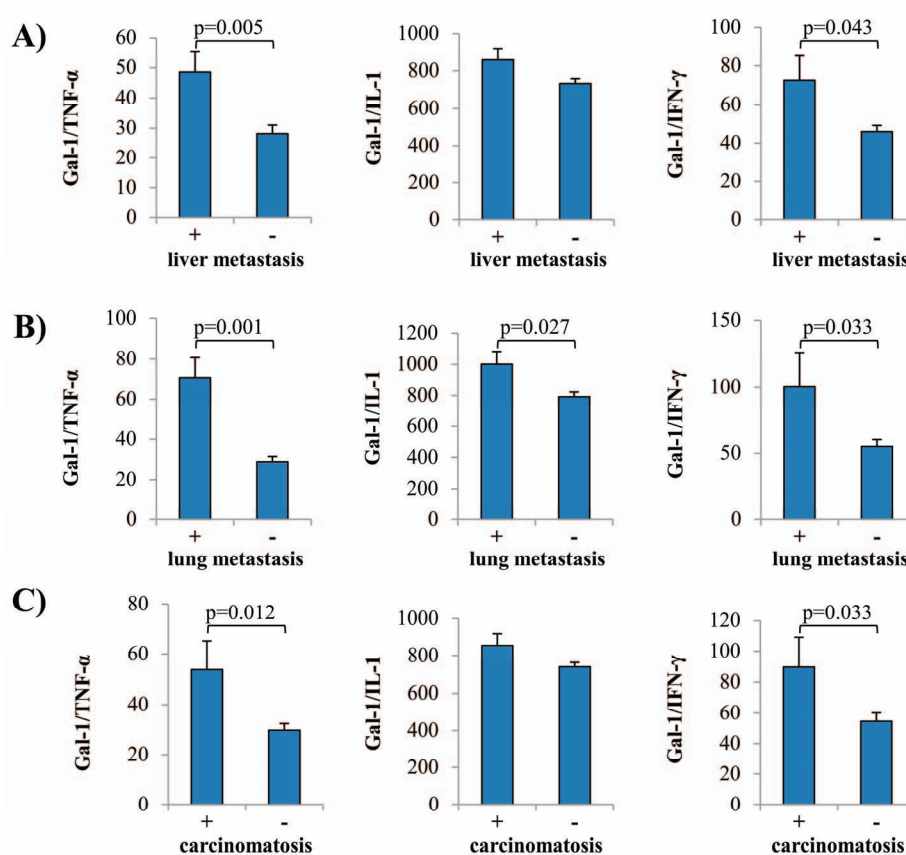 A)
Gal-1/TNF-α
60
50
40
30
20
10
0
p=0.005
+ -
liver metastasis
Gal-1/IL-1
1000
800
600
400
200
0
+ -
liver metastasis
Gal-1/IFN-γ
100
80
60
40
20
0
p=0.043
+ -
liver metastasis
B)
Gal-1/TNF-α
100
80
60
40
20
0
p=0.001
+ -
lung metastasis
Gal-1/IL-1
1200
1000
800
600
400
200
0
p=0.027
+ -
lung metastasis
Gal-1/IFN-γ
150
100
50
0
p=0.033
+ -
lung metastasis
C)
Gal-1/TNF-α
80
60
40
20
0
p=0.012
+ -
carcinomatosis
Gal-1/IL-1
1000
800
600
400
200
0
+ -
carcinomatosis
Gal-1/IFN-γ
120
100
80
60
40
20
0
p=0.033
+ -
carcinomatosis